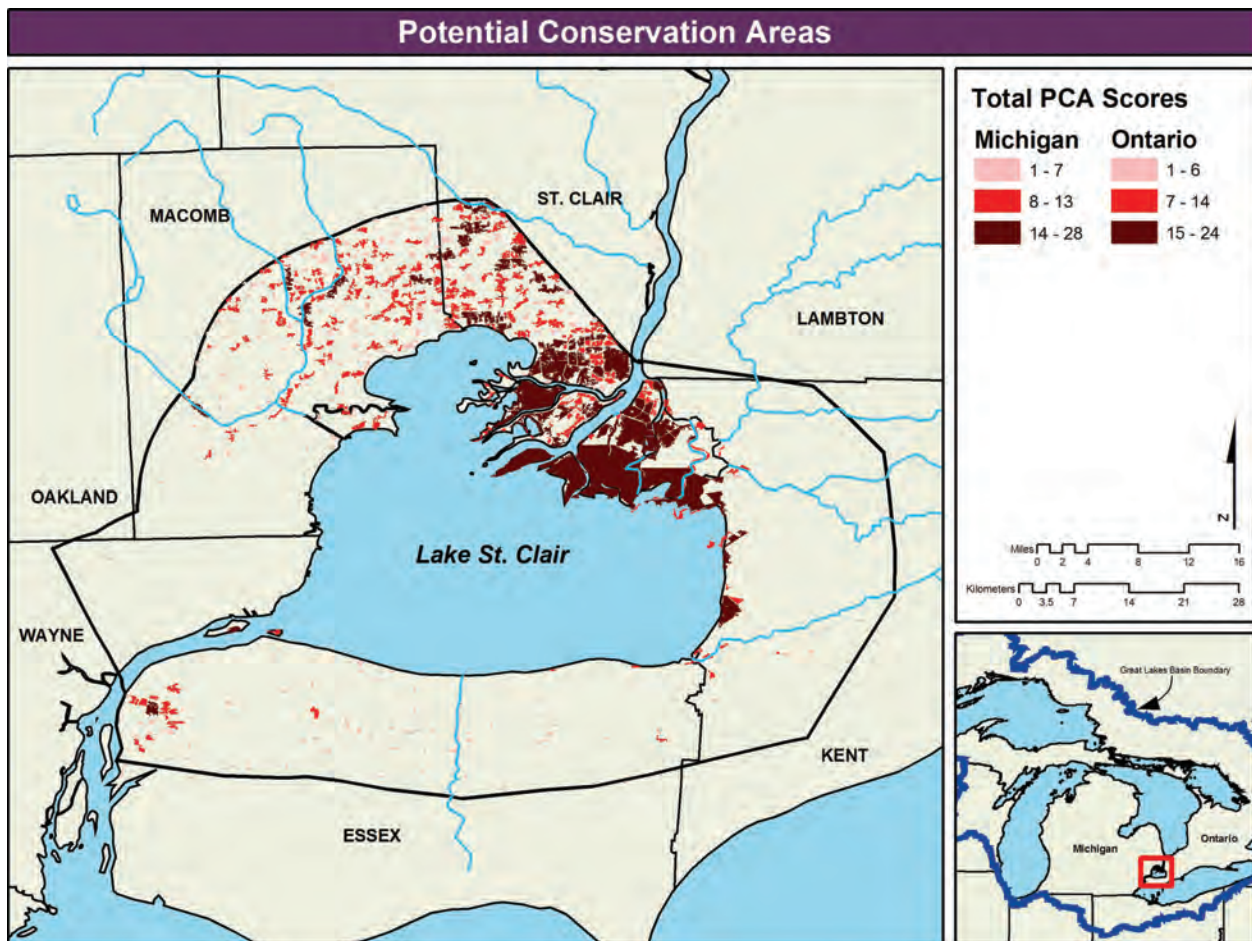 Potential Conservation Areas
MACOMB
ST. CLAIR
LAMBTON
OAKLAND
Lake St. Clair
WAYNE
KENT
ESSEX
Total PCA Scores
Michigan Ontario
1 - 7 1 - 6
8 - 13 7 - 14
14 - 28 15 - 24
N
Miles
0 2 4 8 12 16
Kilometers
0 3.5 7 14 21 28
Great Lakes Basin Boundary
Michigan
Ontario